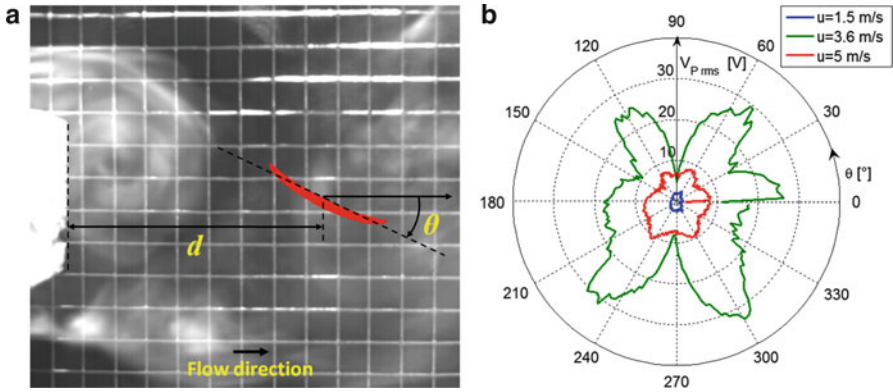 a
d
θ
Flow direction
b
u=1.5 m/s
u=3.6 m/s
u=5 m/s
90
120
60
V_P rms [V]
30
150
30
20
10
θ [°]
180
0
210
330
240
300
270